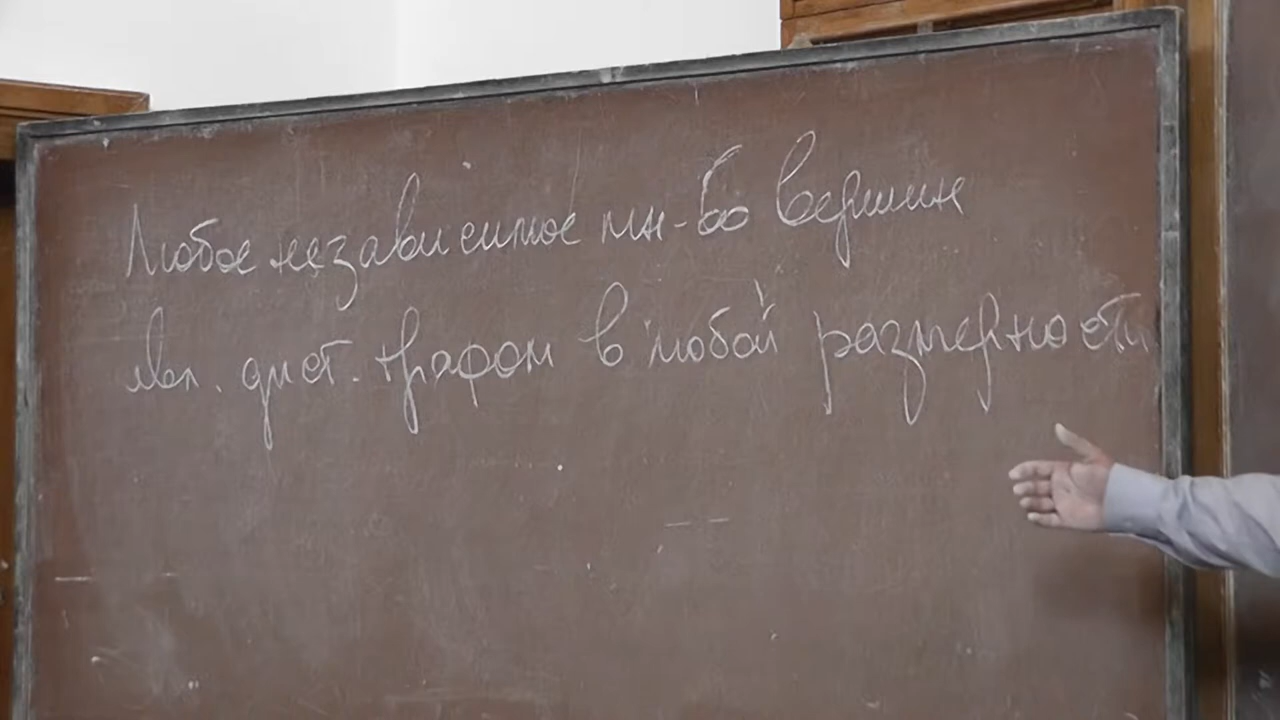 Любое независимое мн-во вершин
явл. дист. графом в любой размерности